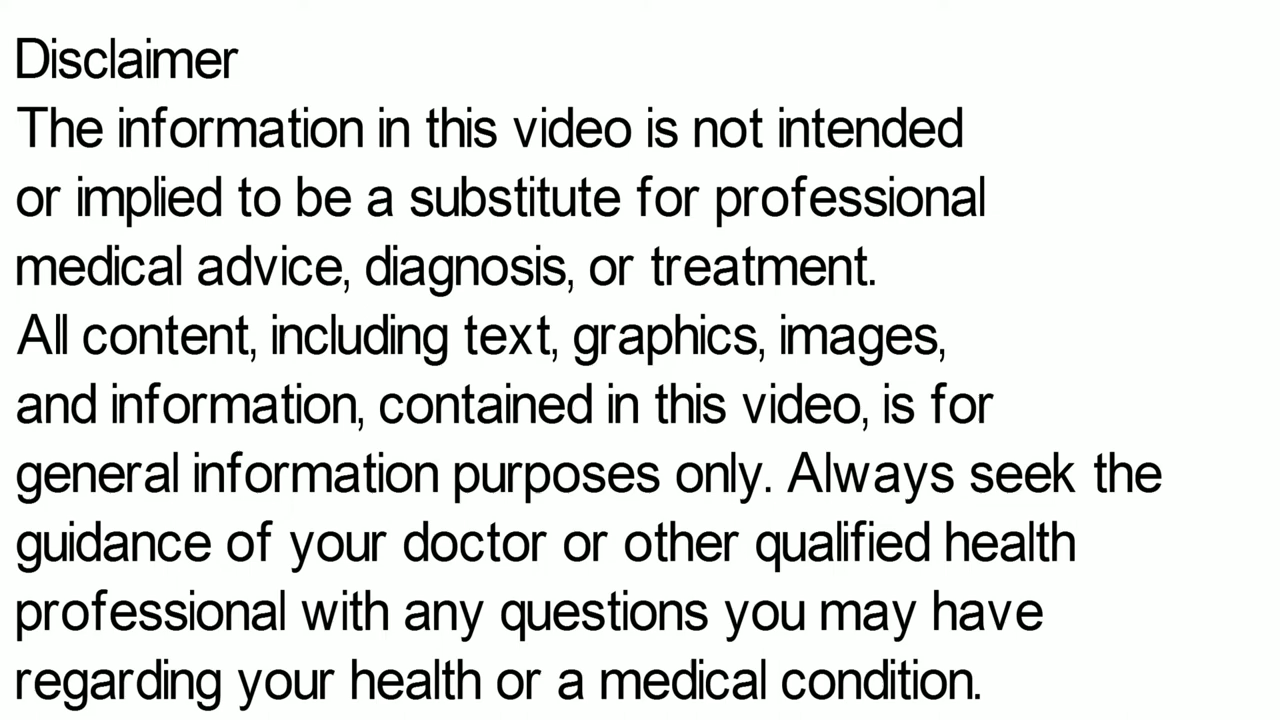 Disclaimer
The information in this video is not intended
or implied to be a substitute for professional
medical advice, diagnosis, or treatment.
All content, including text, graphics, images,
and information, contained in this video, is for
general information purposes only. Always seek the
guidance of your doctor or other qualified health
professional with any questions you may have
regarding your health or a medical condition.